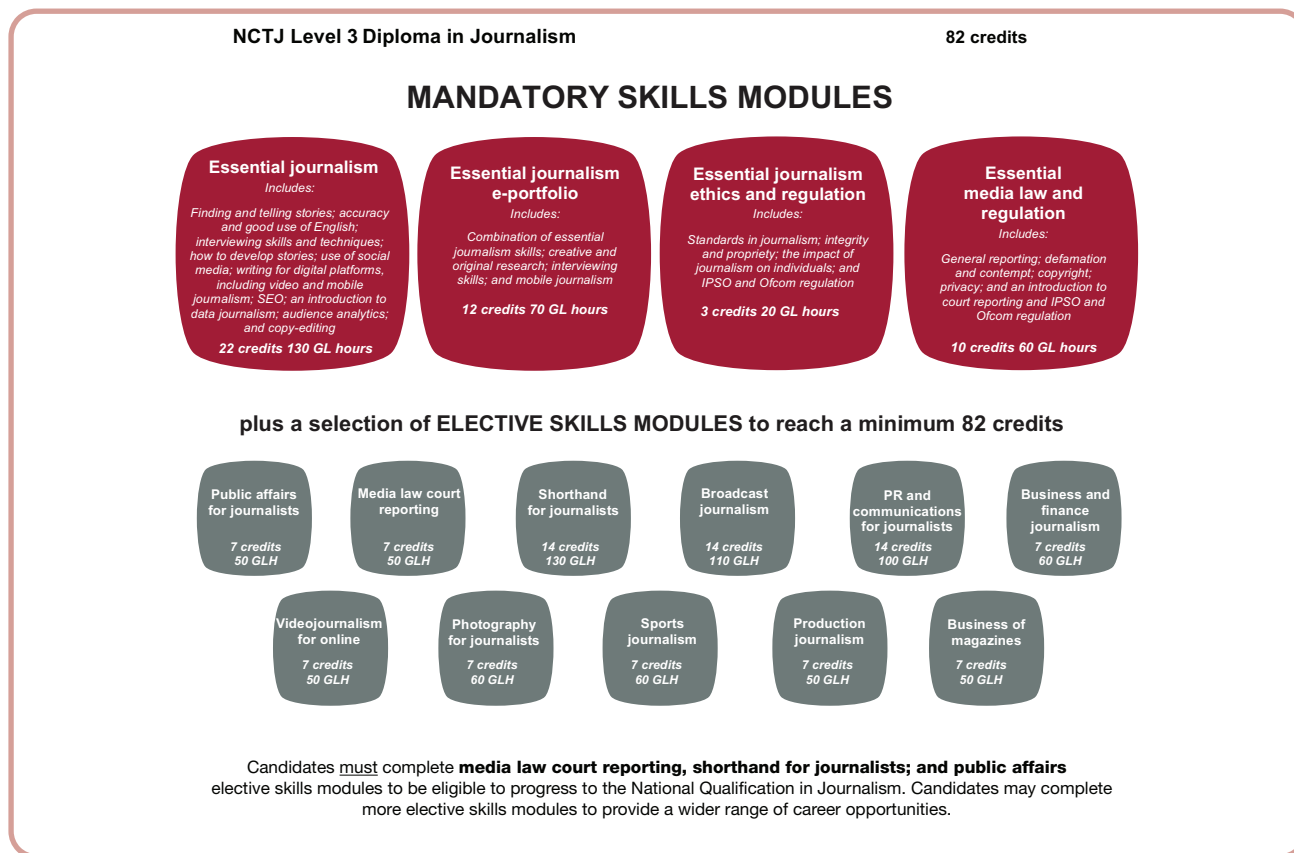 NCTJ Level 3 Diploma in Journalism
82 credits
MANDATORY SKILLS MODULES
Essential journalism
Includes:
Finding and telling stories; accuracy
and good use of English;
interviewing skills and techniques;
how to develop stories; use of social
media; writing for digital platforms,
including video and mobile
journalism; SEO; an introduction to
data journalism; audience analytics;
and copy-editing
22 credits 130 GL hours
Essential journalism
e-portfolio
Includes:
Combination of essential
journalism skills; creative and
original research; interviewing
skills; and mobile journalism
12 credits 70 GL hours
Essential journalism
ethics and regulation
Includes:
Standards in journalism; integrity
and propriety; the impact of
journalism on individuals; and
IPSO and Ofcom regulation
3 credits 20 GL hours
Essential
media law and
regulation
Includes:
General reporting; defamation
and contempt; copyright;
privacy; and an introduction to
court reporting and IPSO and
Ofcom regulation
10 credits 60 GL hours
plus a selection of ELECTIVE SKILLS MODULES to reach a minimum 82 credits
Public affairs
for journalists
7 credits
50 GLH
Media law court
reporting
7 credits
50 GLH
Shorthand
for journalists
14 credits
130 GLH
Broadcast
journalism
14 credits
110 GLH
PR and
communications
for journalists
14 credits
100 GLH
Business and
finance
journalism
7 credits
60 GLH
Videojournalism
for online
7 credits
50 GLH
Photography
for journalists
7 credits
60 GLH
Sports
journalism
7 credits
60 GLH
Production
journalism
7 credits
50 GLH
Business of
magazines
7 credits
50 GLH
Candidates must complete media law court reporting, shorthand for journalists; and public affairs
elective skills modules to be eligible to progress to the National Qualification in Journalism. Candidates may complete
more elective skills modules to provide a wider range of career opportunities.